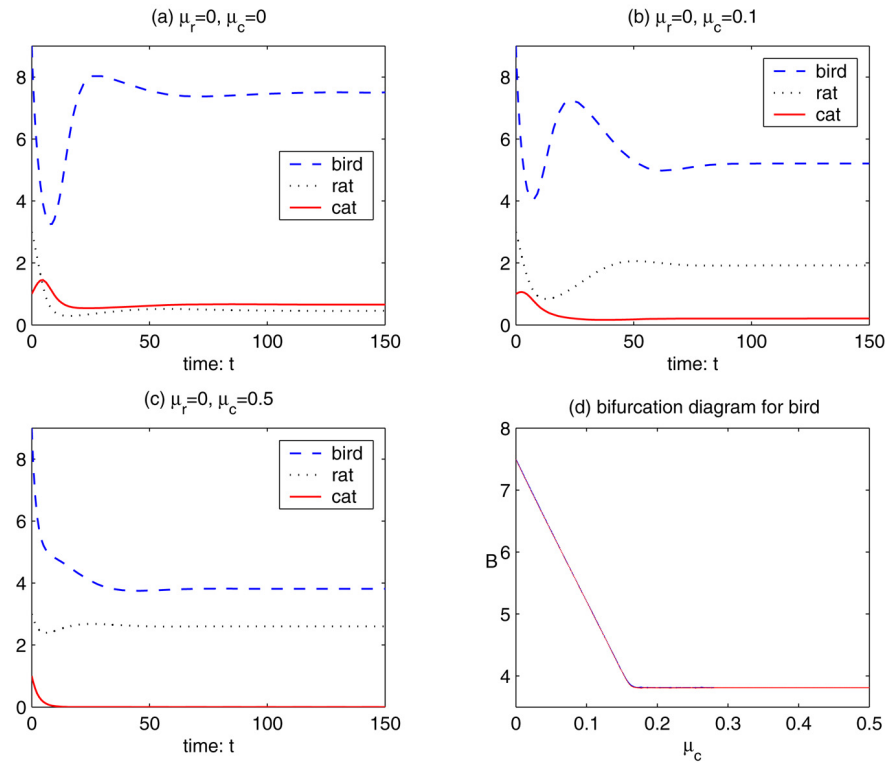 (a) μr=0, μc=0
8
6
4
2
0
0 50 100 150
time: t
bird
rat
cat
(b) μr=0, μc=0.1
8
6
4
2
0
0 50 100 150
time: t
bird
rat
cat
(c) μr=0, μc=0.5
8
6
4
2
0
0 50 100 150
time: t
bird
rat
cat
(d) bifurcation diagram for bird
8
7
B
6
5
4
0 0.1 0.2 0.3 0.4 0.5
μc